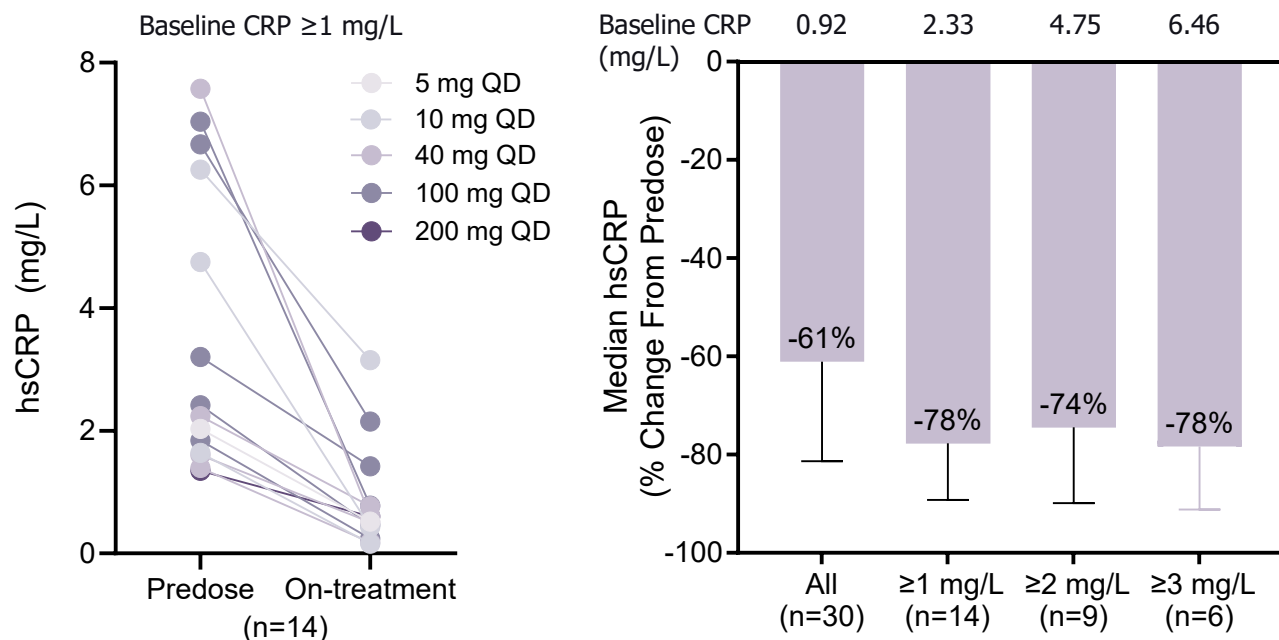 Baseline CRP ≥1 mg/L
hsCRP (mg/L)
8
6
4
2
0
5 mg QD
10 mg QD
40 mg QD
100 mg QD
200 mg QD
Predose On-treatment
(n=14)
Baseline CRP 0.92 2.33 4.75 6.46
(mg/L)
Median hsCRP
(% Change From Predose)
0
-20
-40
-60
-80
-100
-61%
-78%
-74%
-78%
All ≥1 mg/L ≥2 mg/L ≥3 mg/L
(n=30) (n=14) (n=9) (n=6)